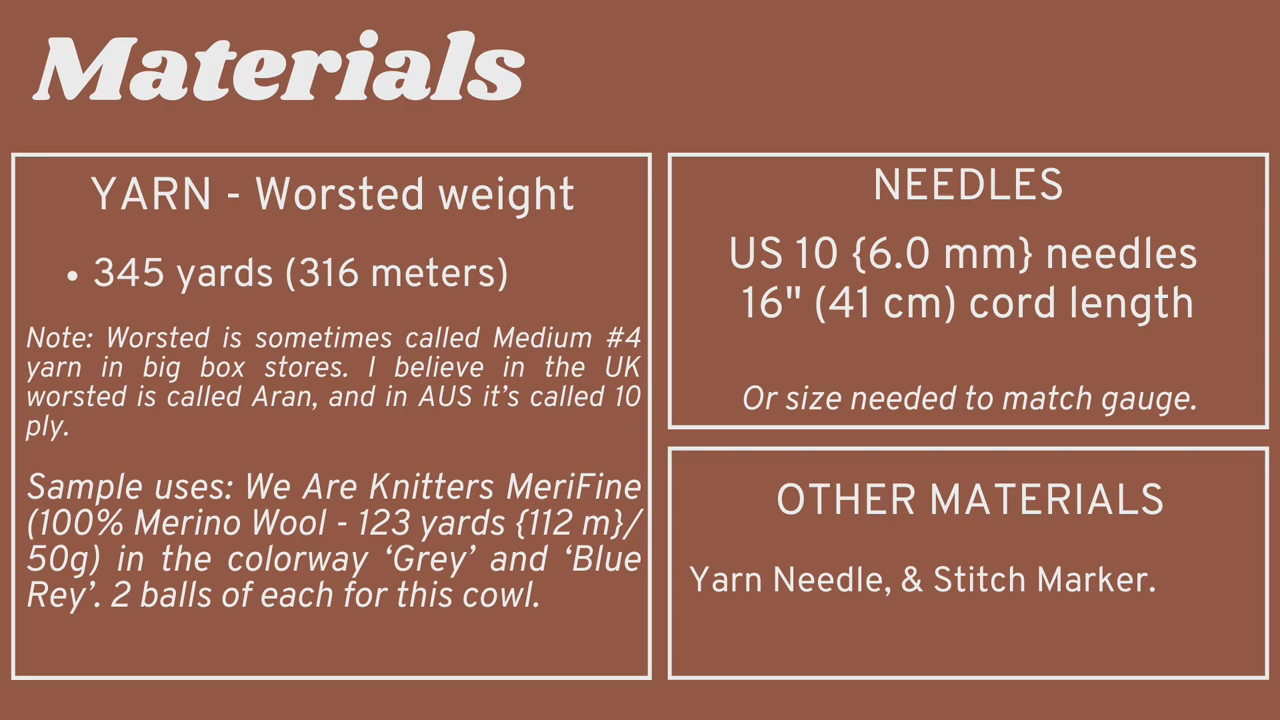 Materials
YARN - Worsted weight
• 345 yards (316 meters)
Note: Worsted is sometimes called Medium #4
yarn in big box stores. I believe in the UK
worsted is called Aran, and in AUS it’s called 10
ply.
Sample uses: We Are Knitters MeriFine
(100% Merino Wool - 123 yards {112 m}/
50g) in the colorway ‘Grey’ and ‘Blue
Rey’. 2 balls of each for this cowl.
NEEDLES
US 10 {6.0 mm} needles
16" (41 cm) cord length
Or size needed to match gauge.
OTHER MATERIALS
Yarn Needle, & Stitch Marker.